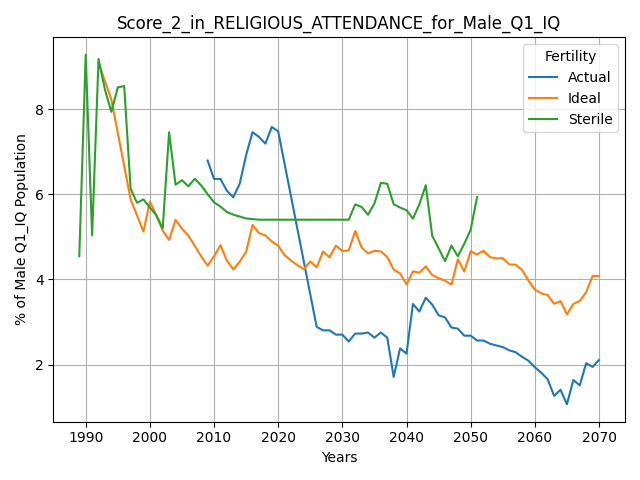 Score_2_in_RELIGIOUS_ATTENDANCE_for_Male_Q1_IQ
Fertility
Actual
Ideal
Sterile
% of Male Q1_IQ Population
8
6
4
2
1990 2000 2010 2020 2030 2040 2050 2060 2070
Years